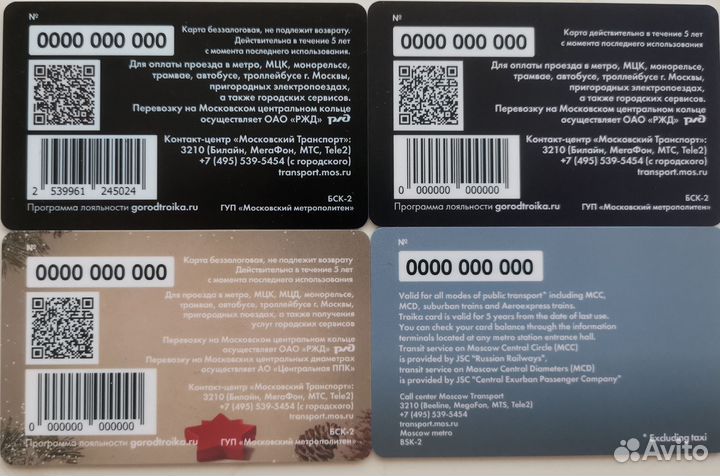 №
0000 000 000
Карта беззалоговая, не подлежит возврату.
Действительна в течение 5 лет
с момента последнего использования.
Для оплаты проезда в метро, МЦК, монорельсе,
трамвае, автобусе, троллейбусе г. Москвы,
пригородных электропоездах,
а также городских сервисов.
Перевозку на Московском центральном кольце
осуществляет ОАО «РЖД» РЖД
Контакт-центр «Московский Транспорт»:
3210 (Билайн, МегаФон, МТС, Tele2)
+7 (495) 539-5454 (с городского)
transport.mos.ru
2 539961 245024
БСК-2
Программа лояльности gorodtroika.ru
ГУП «Московский метрополитен»
№
0000 000 000
Карта действительна в течение 5 лет
с момента последнего использования
Для оплаты проезда в метро, МЦК, монорельсе,
трамвае, автобусе, троллейбусе г. Москвы,
пригородных электропоездах,
а также городских сервисов.
Перевозку на Московском центральном кольце
осуществляет ОАО «РЖД» РЖД
Контакт-центр «Московский Транспорт»:
3210 (Билайн, МегаФон, МТС, Tele2)
+7 (495) 539-5454 (с городского)
transport.mos.ru
0 000000 000000
БСК-2
Программа лояльности gorodtroika.ru
ГУП «Московский метрополитен»
№
0000 000 000
Карта беззалоговая, не подлежит возврату
Действительна в течение 5 лет
с момента последнего использования
Для проезда в метро, МЦК, МЦД, монорельсе,
трамвае, автобусе, троллейбусе г. Москвы,
пригородных поездах, а также получения
услуг городских сервисов
Перевозку на Московском центральном кольце
осуществляет ОАО «РЖД» РЖД
Перевозку на Московских центральных диаметрах
осуществляет АО «Центральная ППК»
Контакт-центр «Московский Транспорт»:
3210 (Билайн, МегаФон, МТС, Tele2)
+7 (495) 539-5454 (с городского)
transport.mos.ru
0 000000 000000
БСК-2
Программа лояльности gorodtroika.ru
ГУП «Московский метрополитен»
№
0000 000 000
Valid for all modes of public transport* including MCC,
MCD, suburban trains and Aeroexpress trains.
Troika card is valid for 5 years from the date of last use.
You can check your card balance through the information
terminals located at any metro station entrance hall.
Transit service on Moscow Central Circle (MCC)
is provided by JSC "Russian Railways",
transit service on Moscow Central Diameters (MCD)
is provided by JSC "Central Exurban Passenger Company"
Call center Moscow Transport
3210 (Beeline, MegaFon, MTS, Tele2)
+7 (495) 539-5454
transport.mos.ru
Moscow metro
BSK-2
* Excluding taxi
Avito